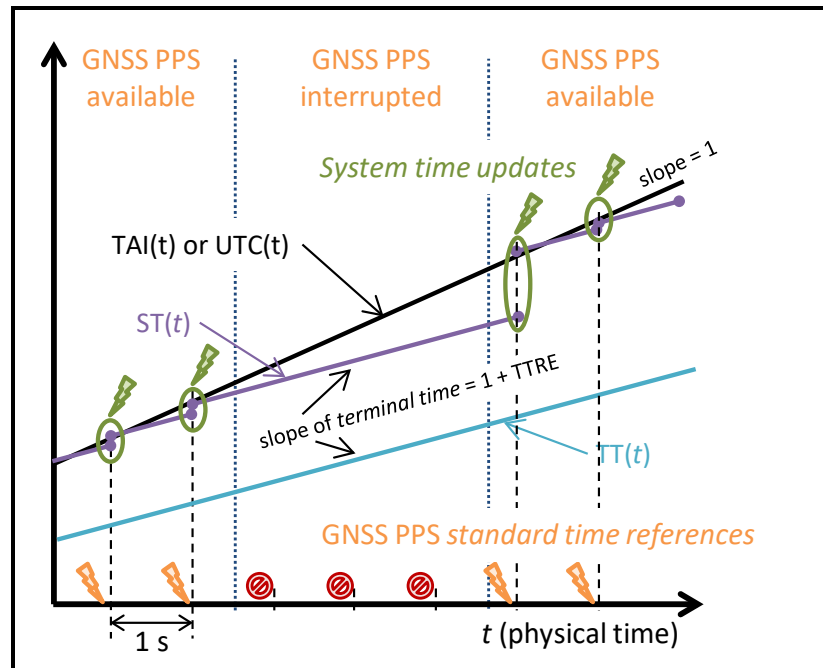 GNSS PPS
available
GNSS PPS
interrupted
GNSS PPS
available
System time updates
slope = 1
TAI(t) or UTC(t)
ST(t)
slope of terminal time = 1 + TTRE
TT(t)
GNSS PPS standard time references
1 s
t (physical time)